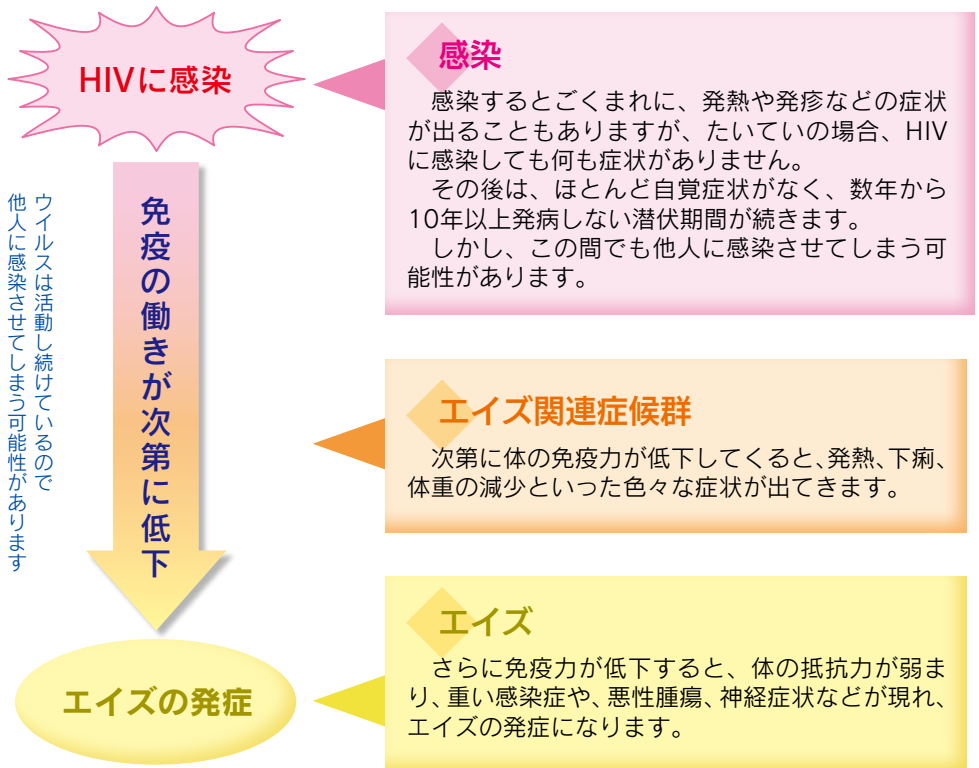 HIVに感染
感染
感染するとごくまれに、発熱や発疹などの症状
が出ることもありますが、たいていの場合、HIV
に感染しても何も症状がありません。
その後は、ほとんど自覚症状がなく、数年から
10年以上発病しない潜伏期間が続きます。
しかし、この間でも他人に感染させてしまう可
能性があります。
免疫の働きが次第に低下
ウイルスは活動し続けているので
他人に感染させてしまう可能性があります
エイズ関連症候群
次第に体の免疫力が低下してくると、発熱、下痢、
体重の減少といった色々な症状が出てきます。
エイズの発症
エイズ
さらに免疫力が低下すると、体の抵抗力が弱ま
り、重い感染症や、悪性腫瘍、神経症状などが現れ、
エイズの発症になります。